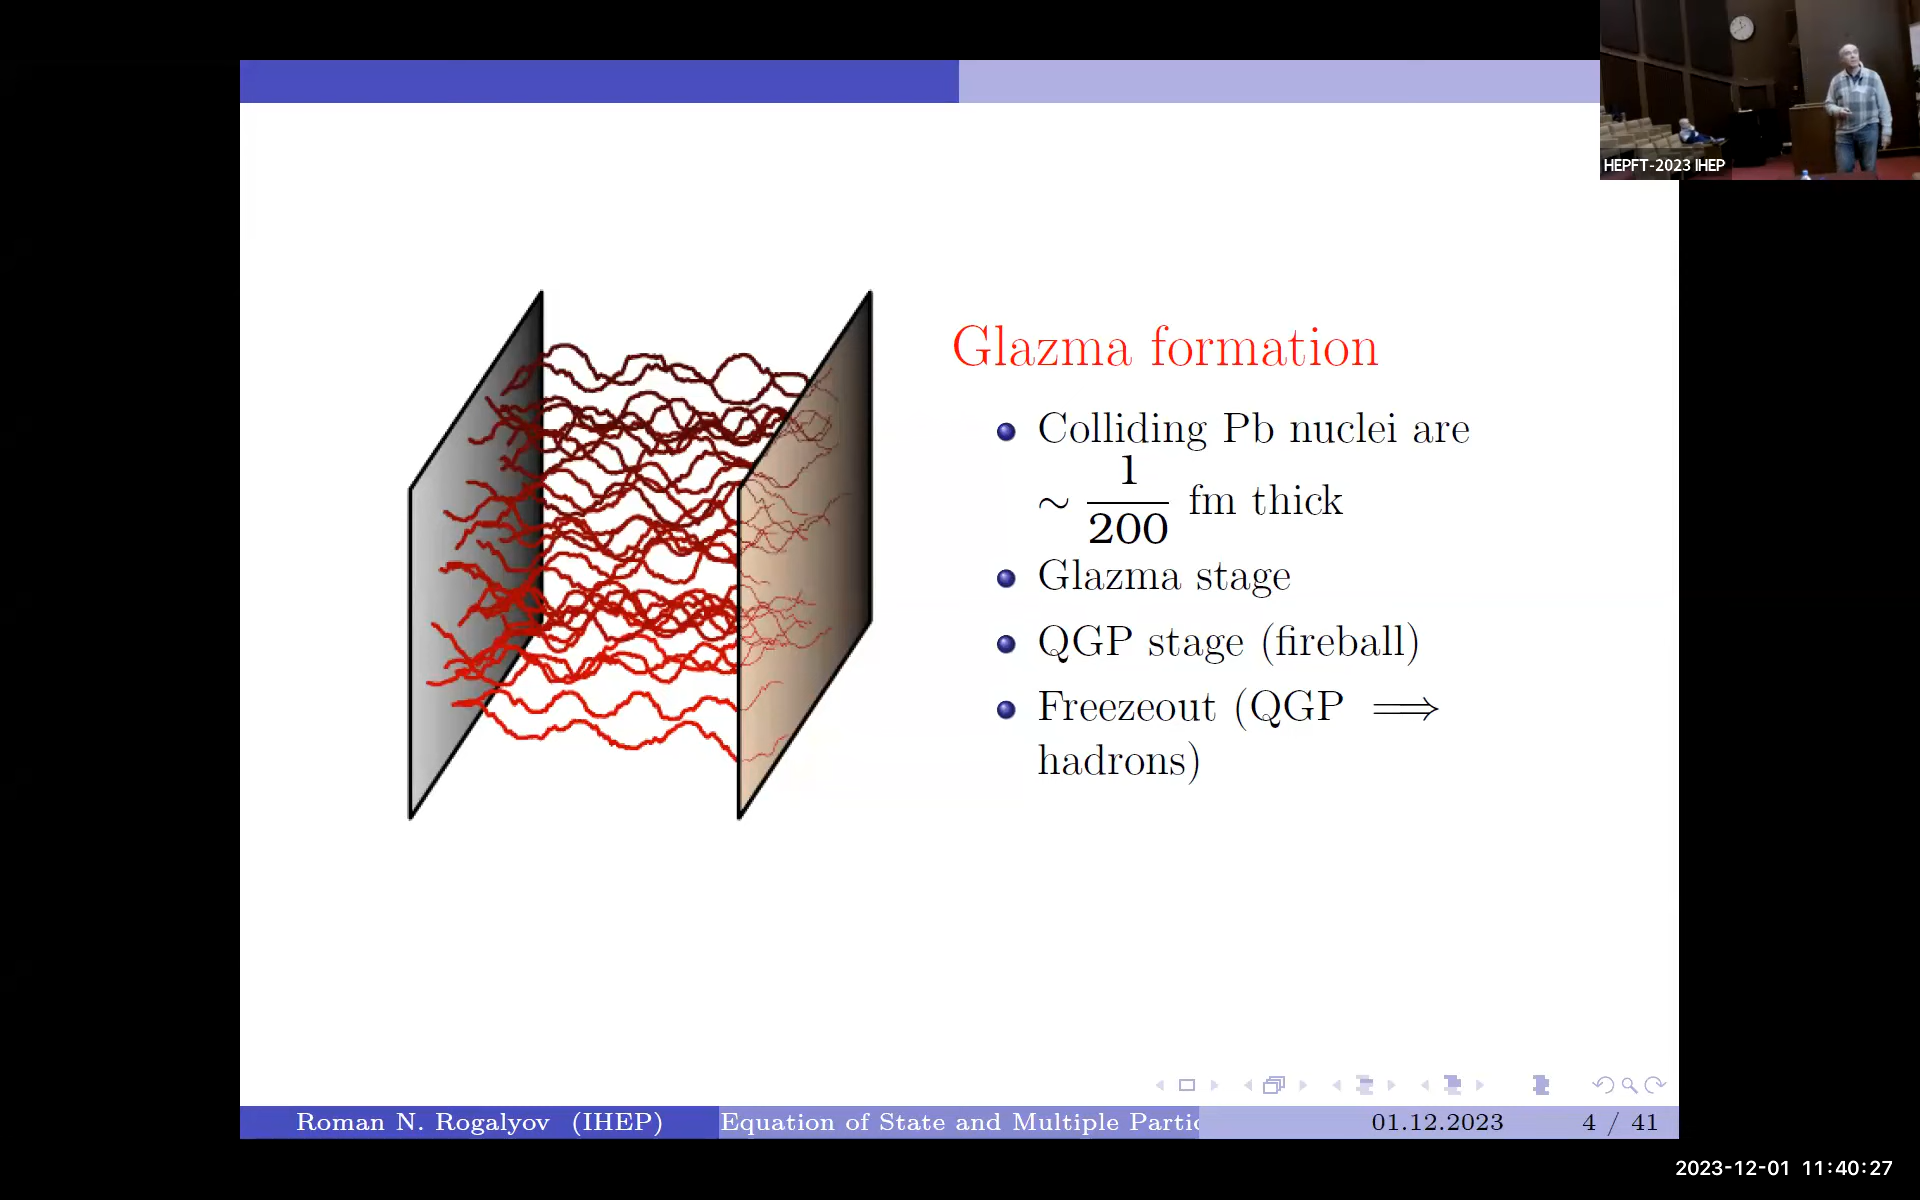 HEPFT-2023 IHEP
Glazma formation
Colliding Pb nuclei are
∼ 1/200 fm thick
Glazma stage
QGP stage (fireball)
Freezeout (QGP ⟹
hadrons)
Roman N. Rogalyov (IHEP) Equation of State and Multiple Partic 01.12.2023 4 / 41
2023-12-01 11:40:27